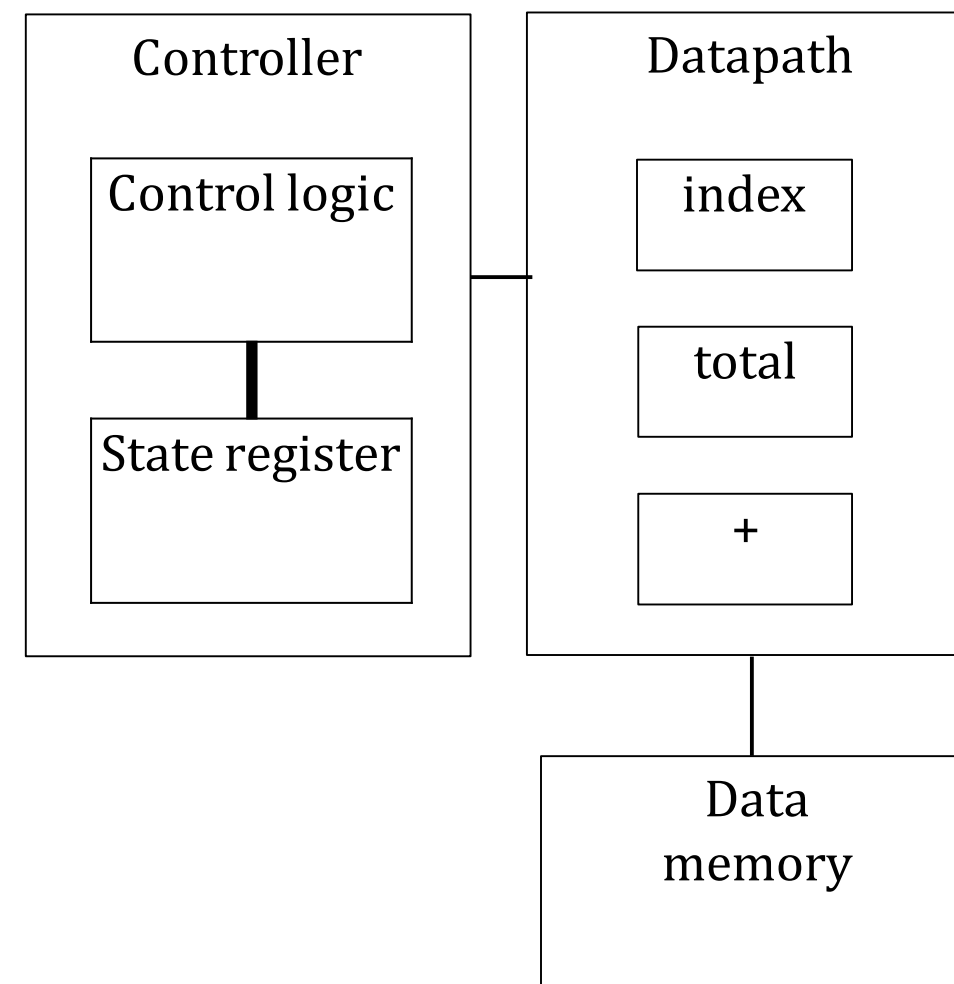 Controller
Control logic
State register
Datapath
index
total
+
Data
memory